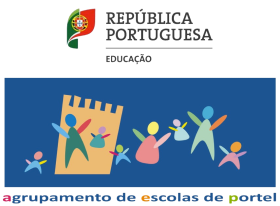 REPÚBLICA
PORTUGUESA
EDUCAÇÃO
agrupamento de escolas de portel